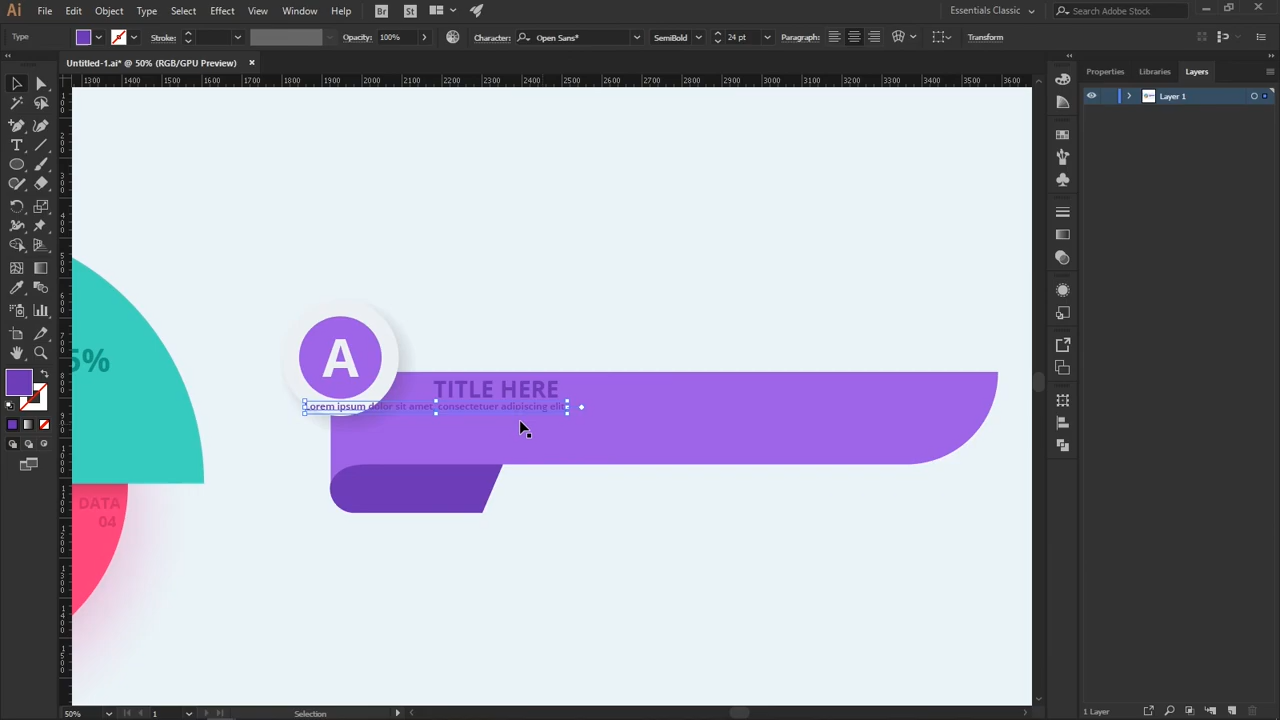 Ai File Edit Object Type Select Effect View Window Help Br St Essentials Classic Search Adobe Stock
Type Stroke: Opacity: 100% Character: Open Sans* SemiBold 24 pt Paragraph: Transform
Untitled-1.ai* @ 50% (RGB/GPU Preview) Properties Libraries Layers
1300 1400 1500 1600 1700 1800 1900 2000 2100 2200 2300 2400 2500 2600 2700 2800 2900 3000 3100 3200 3300 3400 3500 3600
Layer 1
A
5%
TITLE HERE
Lorem ipsum dolor sit amet, consectetuer adipiscing elit
DATA
04
50% 1 Selection 1 Layer